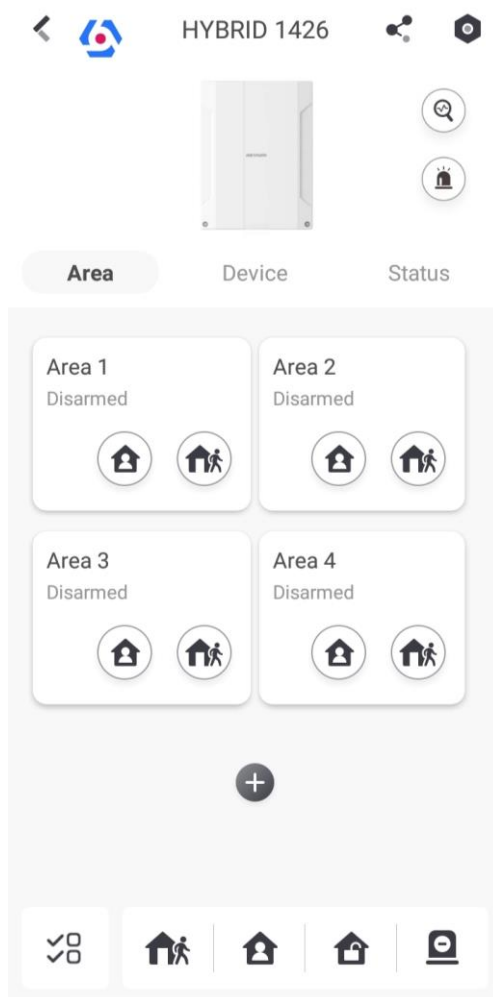 HYBRID 1426
Area Device Status
Area 1
Disarmed
Area 2
Disarmed
Area 3
Disarmed
Area 4
Disarmed